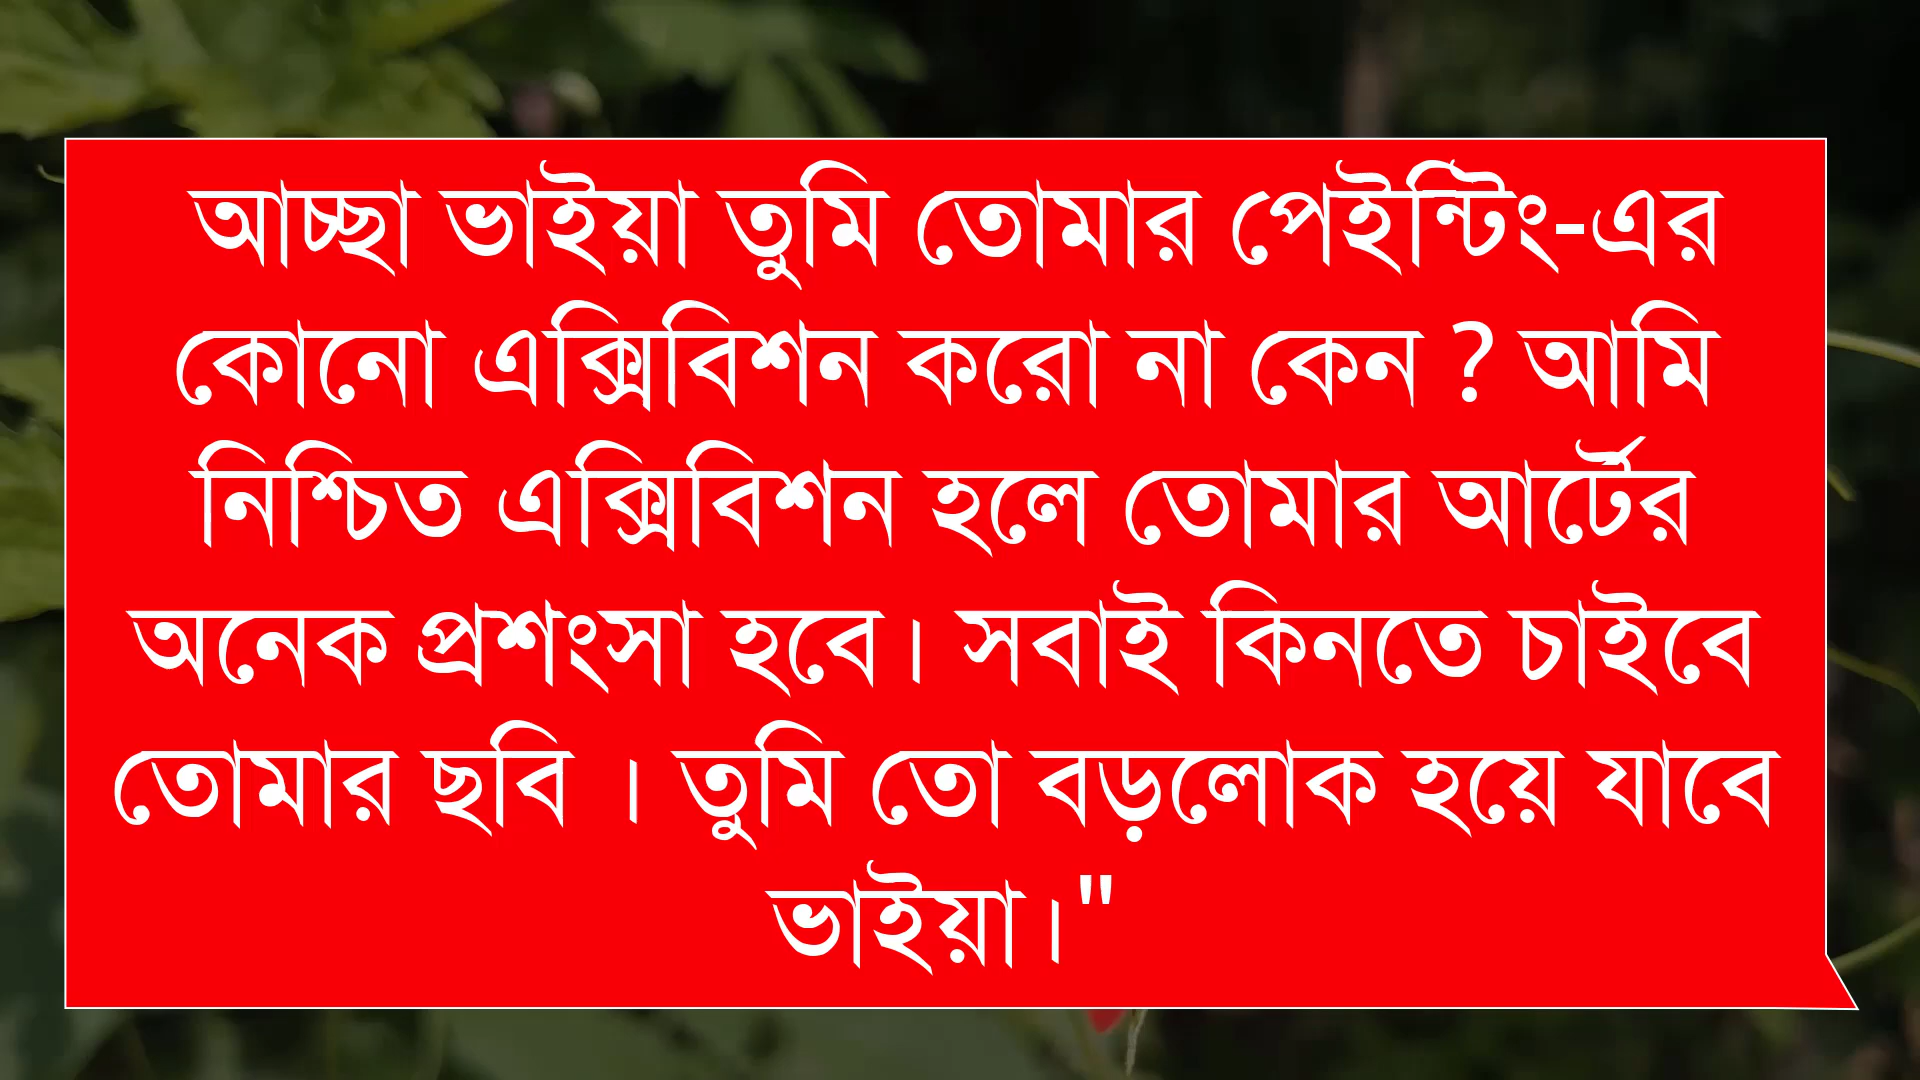 আচ্ছা ভাইয়া তুমি তোমার পেইন্টিং-এর
কোনো এক্সিবিশন করো না কেন ? আমি
নিশ্চিত এক্সিবিশন হলে তোমার আর্টের
অনেক প্রশংসা হবে। সবাই কিনতে চাইবে
তোমার ছবি । তুমি তো বড়লোক হয়ে যাবে
ভাইয়া।"